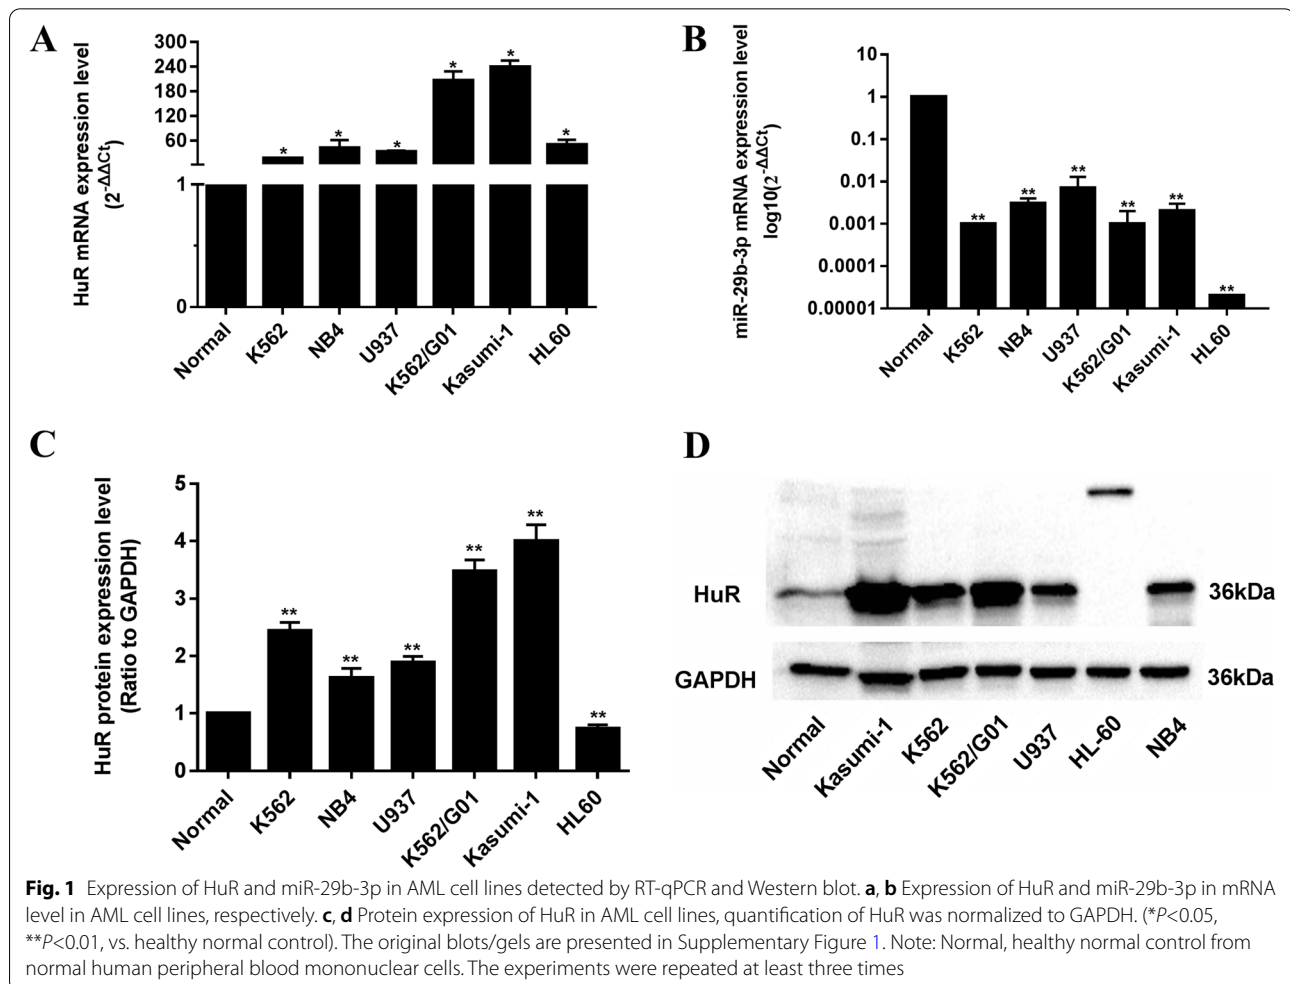 A
HuR mRNA expression level
(2^-ΔΔCt)
300
240
180
120
60
1
0
Normal
K562
NB4
U937
K562/G01
Kasumi-1
HL60
*
*
*
*
*
*
B
miR-29b-3p mRNA expression level
log10(2^-ΔΔCt)
10
1
0.1
0.01
0.001
0.0001
0.00001
Normal
K562
NB4
U937
K562/G01
Kasumi-1
HL60
**
**
**
**
**
**
C
HuR protein expression level
(Ratio to GAPDH)
5
4
3
2
1
0
Normal
K562
NB4
U937
K562/G01
Kasumi-1
HL60
**
**
**
**
**
**
D
HuR
36kDa
GAPDH
36kDa
Normal
Kasumi-1
K562
K562/G01
U937
HL-60
NB4
Fig. 1 Expression of HuR and miR-29b-3p in AML cell lines detected by RT-qPCR and Western blot. a, b Expression of HuR and miR-29b-3p in mRNA
level in AML cell lines, respectively. c, d Protein expression of HuR in AML cell lines, quantification of HuR was normalized to GAPDH. (*P<0.05,
**P<0.01, vs. healthy normal control). The original blots/gels are presented in Supplementary Figure 1. Note: Normal, healthy normal control from
normal human peripheral blood mononuclear cells. The experiments were repeated at least three times